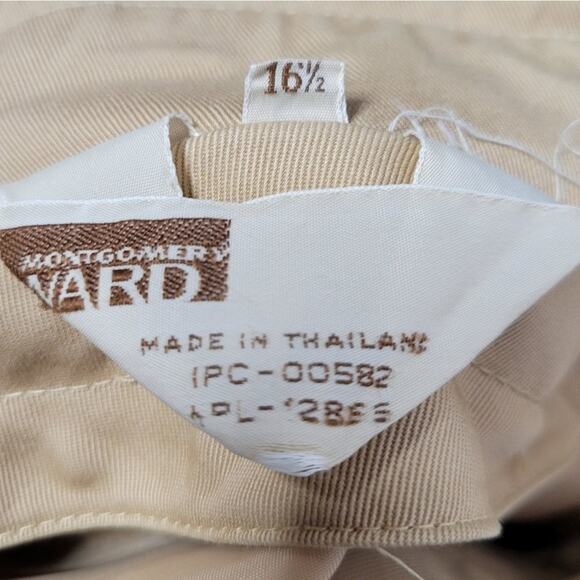 16½
MONTGOMERY
WARD
MADE IN THAILAND
IPC-00582